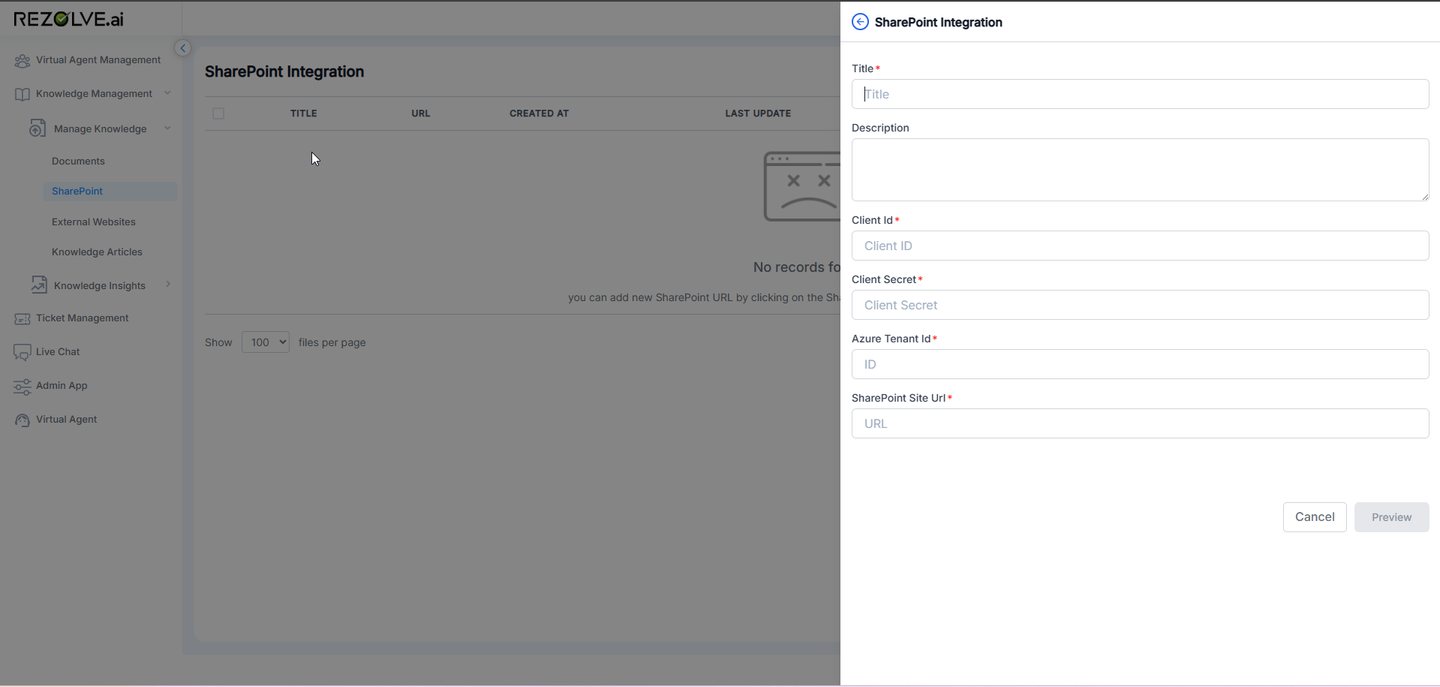 REZOLVE.ai
Virtual Agent Management
Knowledge Management
Manage Knowledge
Documents
SharePoint
External Websites
Knowledge Articles
Knowledge Insights
Ticket Management
Live Chat
Admin App
Virtual Agent
SharePoint Integration
TITLE URL CREATED AT LAST UPDATE
No records fo
you can add new SharePoint URL by clicking on the Sh
Show 100 files per page
SharePoint Integration
Title*
Title
Description
Client Id*
Client ID
Client Secret*
Client Secret
Azure Tenant Id*
ID
SharePoint Site Url*
URL
Cancel Preview